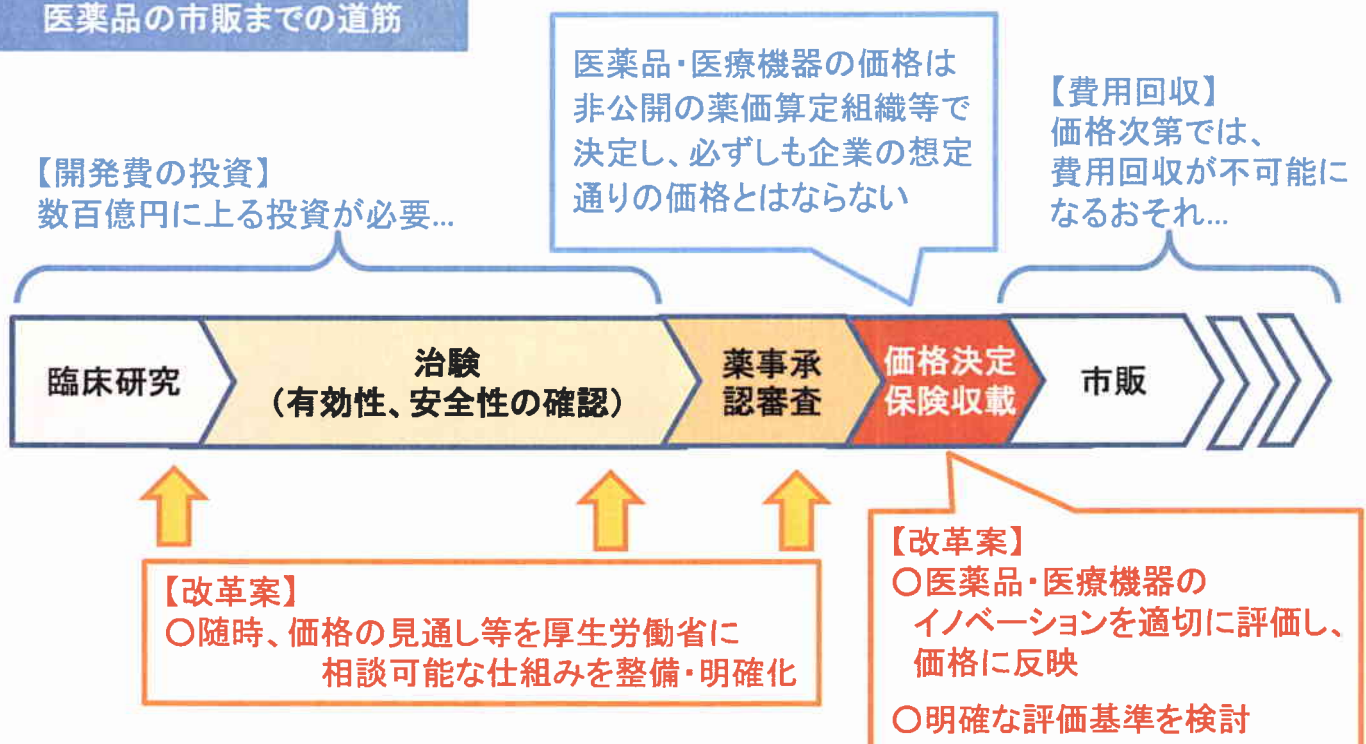 医薬品の市販までの道筋
【開発費の投資】
数百億円に上る投資が必要...
医薬品・医療機器の価格は
非公開の薬価算定組織等で
決定し、必ずしも企業の想定
通りの価格とはならない
【費用回収】
価格次第では、
費用回収が不可能に
なるおそれ...
臨床研究
治験
（有効性、安全性の確認）
薬事承
認審査
価格決定
保険収載
市販
【改革案】
〇随時、価格の見通し等を厚生労働省に
相談可能な仕組みを整備・明確化
【改革案】
〇医薬品・医療機器の
イノベーションを適切に評価し、
価格に反映
〇明確な評価基準を検討